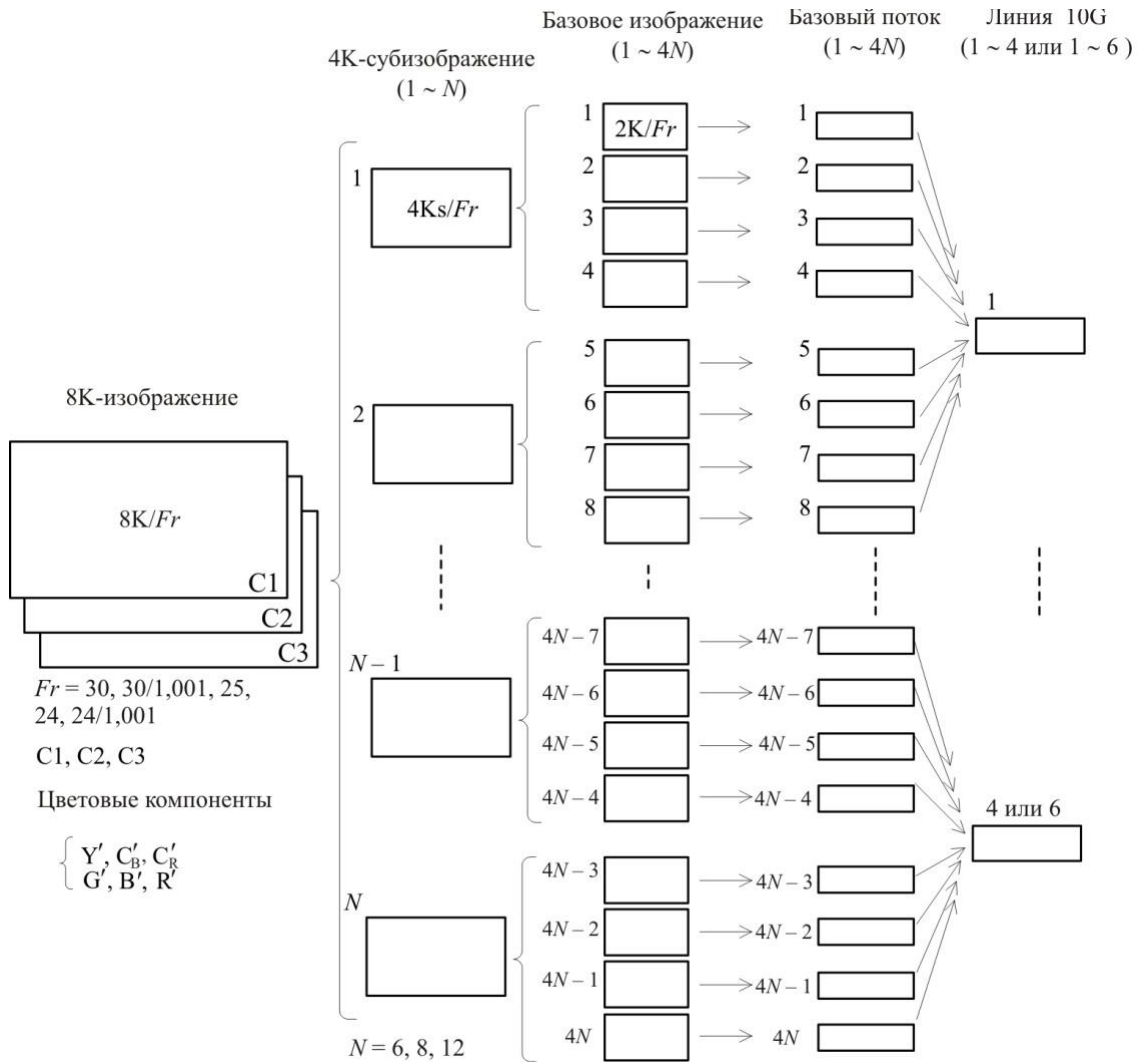 Базовое изображение
(1 ~ 4N)
Базовый поток
(1 ~ 4N)
Линия 10G
(1 ~ 4 или 1 ~ 6 )
4K-субизображение
(1 ~ N)
8K-изображение
8K/Fr
C1
C2
C3
Fr = 30, 30/1,001, 25,
24, 24/1,001
C1, C2, C3
Цветовые компоненты
Y′, C′B, C′R
G′, B′, R′
1
4Ks/Fr
2
N – 1
N
N = 6, 8, 12
1
2K/Fr
2
3
4
5
6
7
8
4N – 7
4N – 6
4N – 5
4N – 4
4N – 3
4N – 2
4N – 1
4N
1
2
3
4
5
6
7
8
4N – 7
4N – 6
4N – 5
4N – 4
4N – 3
4N – 2
4N – 1
4N
1
4 или 6